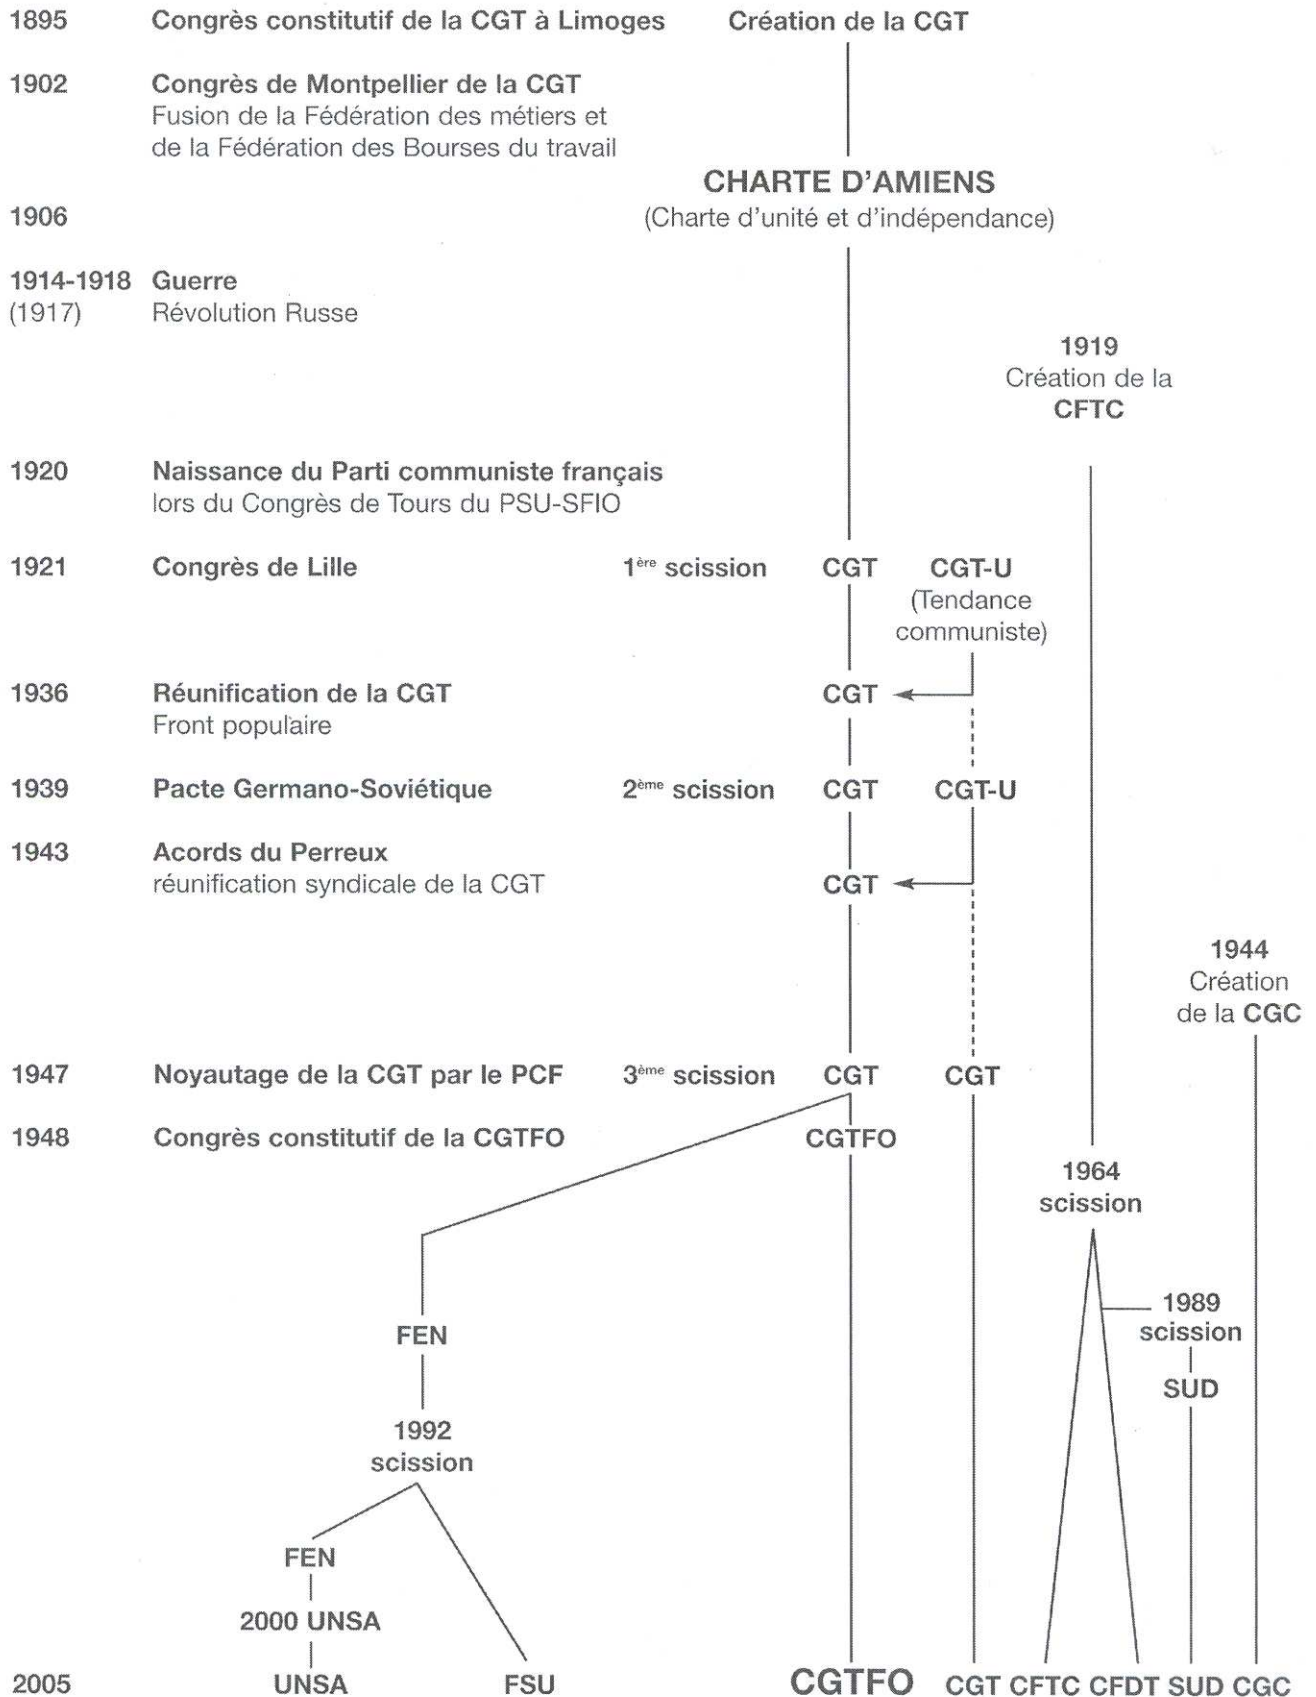 1895 Congrès constitutif de la CGT à Limoges Création de la CGT
1902 Congrès de Montpellier de la CGT
Fusion de la Fédération des métiers et
de la Fédération des Bourses du travail
CHARTE D'AMIENS
1906 (Charte d'unité et d'indépendance)
1914-1918 Guerre
(1917) Révolution Russe
1919
Création de la
CFTC
1920 Naissance du Parti communiste français
lors du Congrès de Tours du PSU-SFIO
1921 Congrès de Lille 1ère scission CGT CGT-U
(Tendance
communiste)
1936 Réunification de la CGT CGT
Front populaire
1939 Pacte Germano-Soviétique 2ème scission CGT CGT-U
1943 Acords du Perreux
réunification syndicale de la CGT CGT
1944
Création
de la CGC
1947 Noyautage de la CGT par le PCF 3ème scission CGT CGT
1948 Congrès constitutif de la CGTFO CGTFO
1964
scission
1989
scission
FEN
SUD
1992
scission
FEN
2000 UNSA
2005 UNSA FSU CGTFO CGT CFTC CFDT SUD CGC